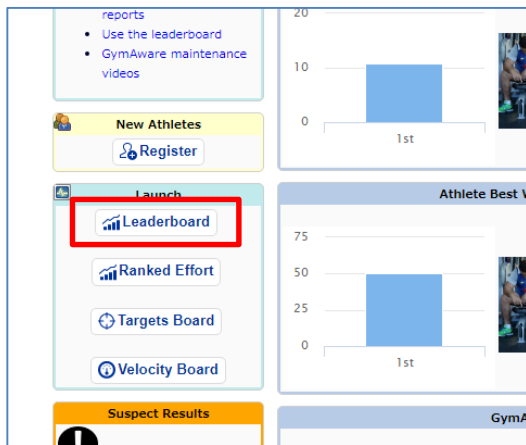 reports
Use the leaderboard
GymAware maintenance
videos
New Athletes
Register
Launch
Leaderboard
Ranked Effort
Targets Board
Velocity Board
Suspect Results
20
10
0
1st
Athlete Best
75
50
25
0
1st